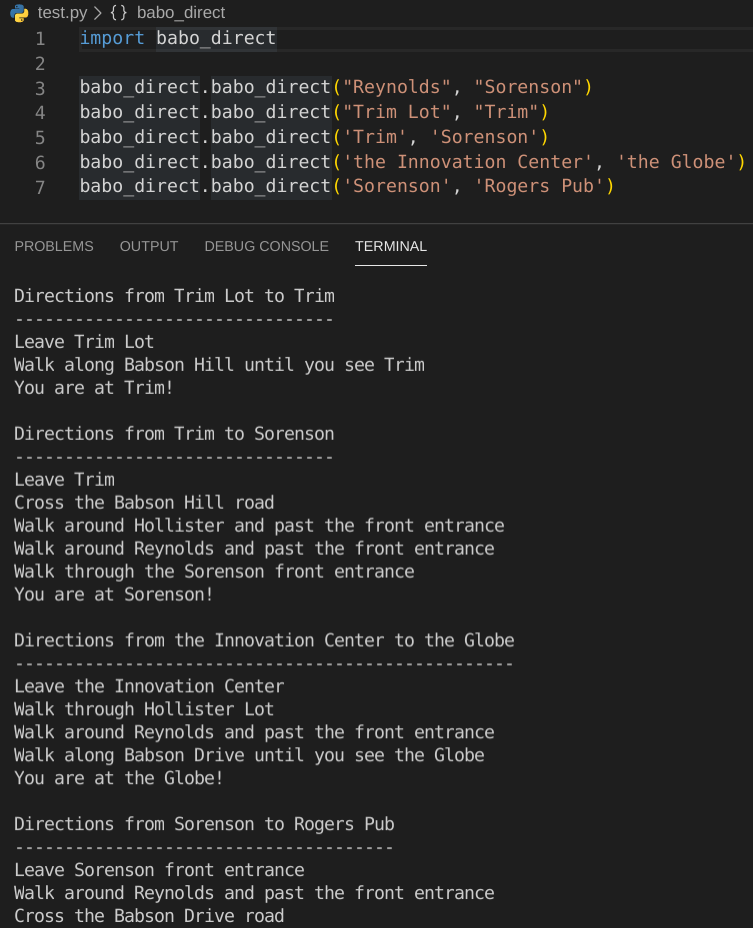 test.py > {} babo_direct
1 import babo_direct
2
3 babo_direct.babo_direct("Reynolds", "Sorenson")
4 babo_direct.babo_direct("Trim Lot", "Trim")
5 babo_direct.babo_direct('Trim', 'Sorenson')
6 babo_direct.babo_direct('the Innovation Center', 'the Globe')
7 babo_direct.babo_direct('Sorenson', 'Rogers Pub')
PROBLEMS OUTPUT DEBUG CONSOLE TERMINAL
Directions from Trim Lot to Trim
--------------------------------
Leave Trim Lot
Walk along Babson Hill until you see Trim
You are at Trim!
Directions from Trim to Sorenson
--------------------------------
Leave Trim
Cross the Babson Hill road
Walk around Hollister and past the front entrance
Walk around Reynolds and past the front entrance
Walk through the Sorenson front entrance
You are at Sorenson!
Directions from the Innovation Center to the Globe
--------------------------------------------------
Leave the Innovation Center
Walk through Hollister Lot
Walk around Reynolds and past the front entrance
Walk along Babson Drive until you see the Globe
You are at the Globe!
Directions from Sorenson to Rogers Pub
--------------------------------------
Leave Sorenson front entrance
Walk around Reynolds and past the front entrance
Cross the Babson Drive road